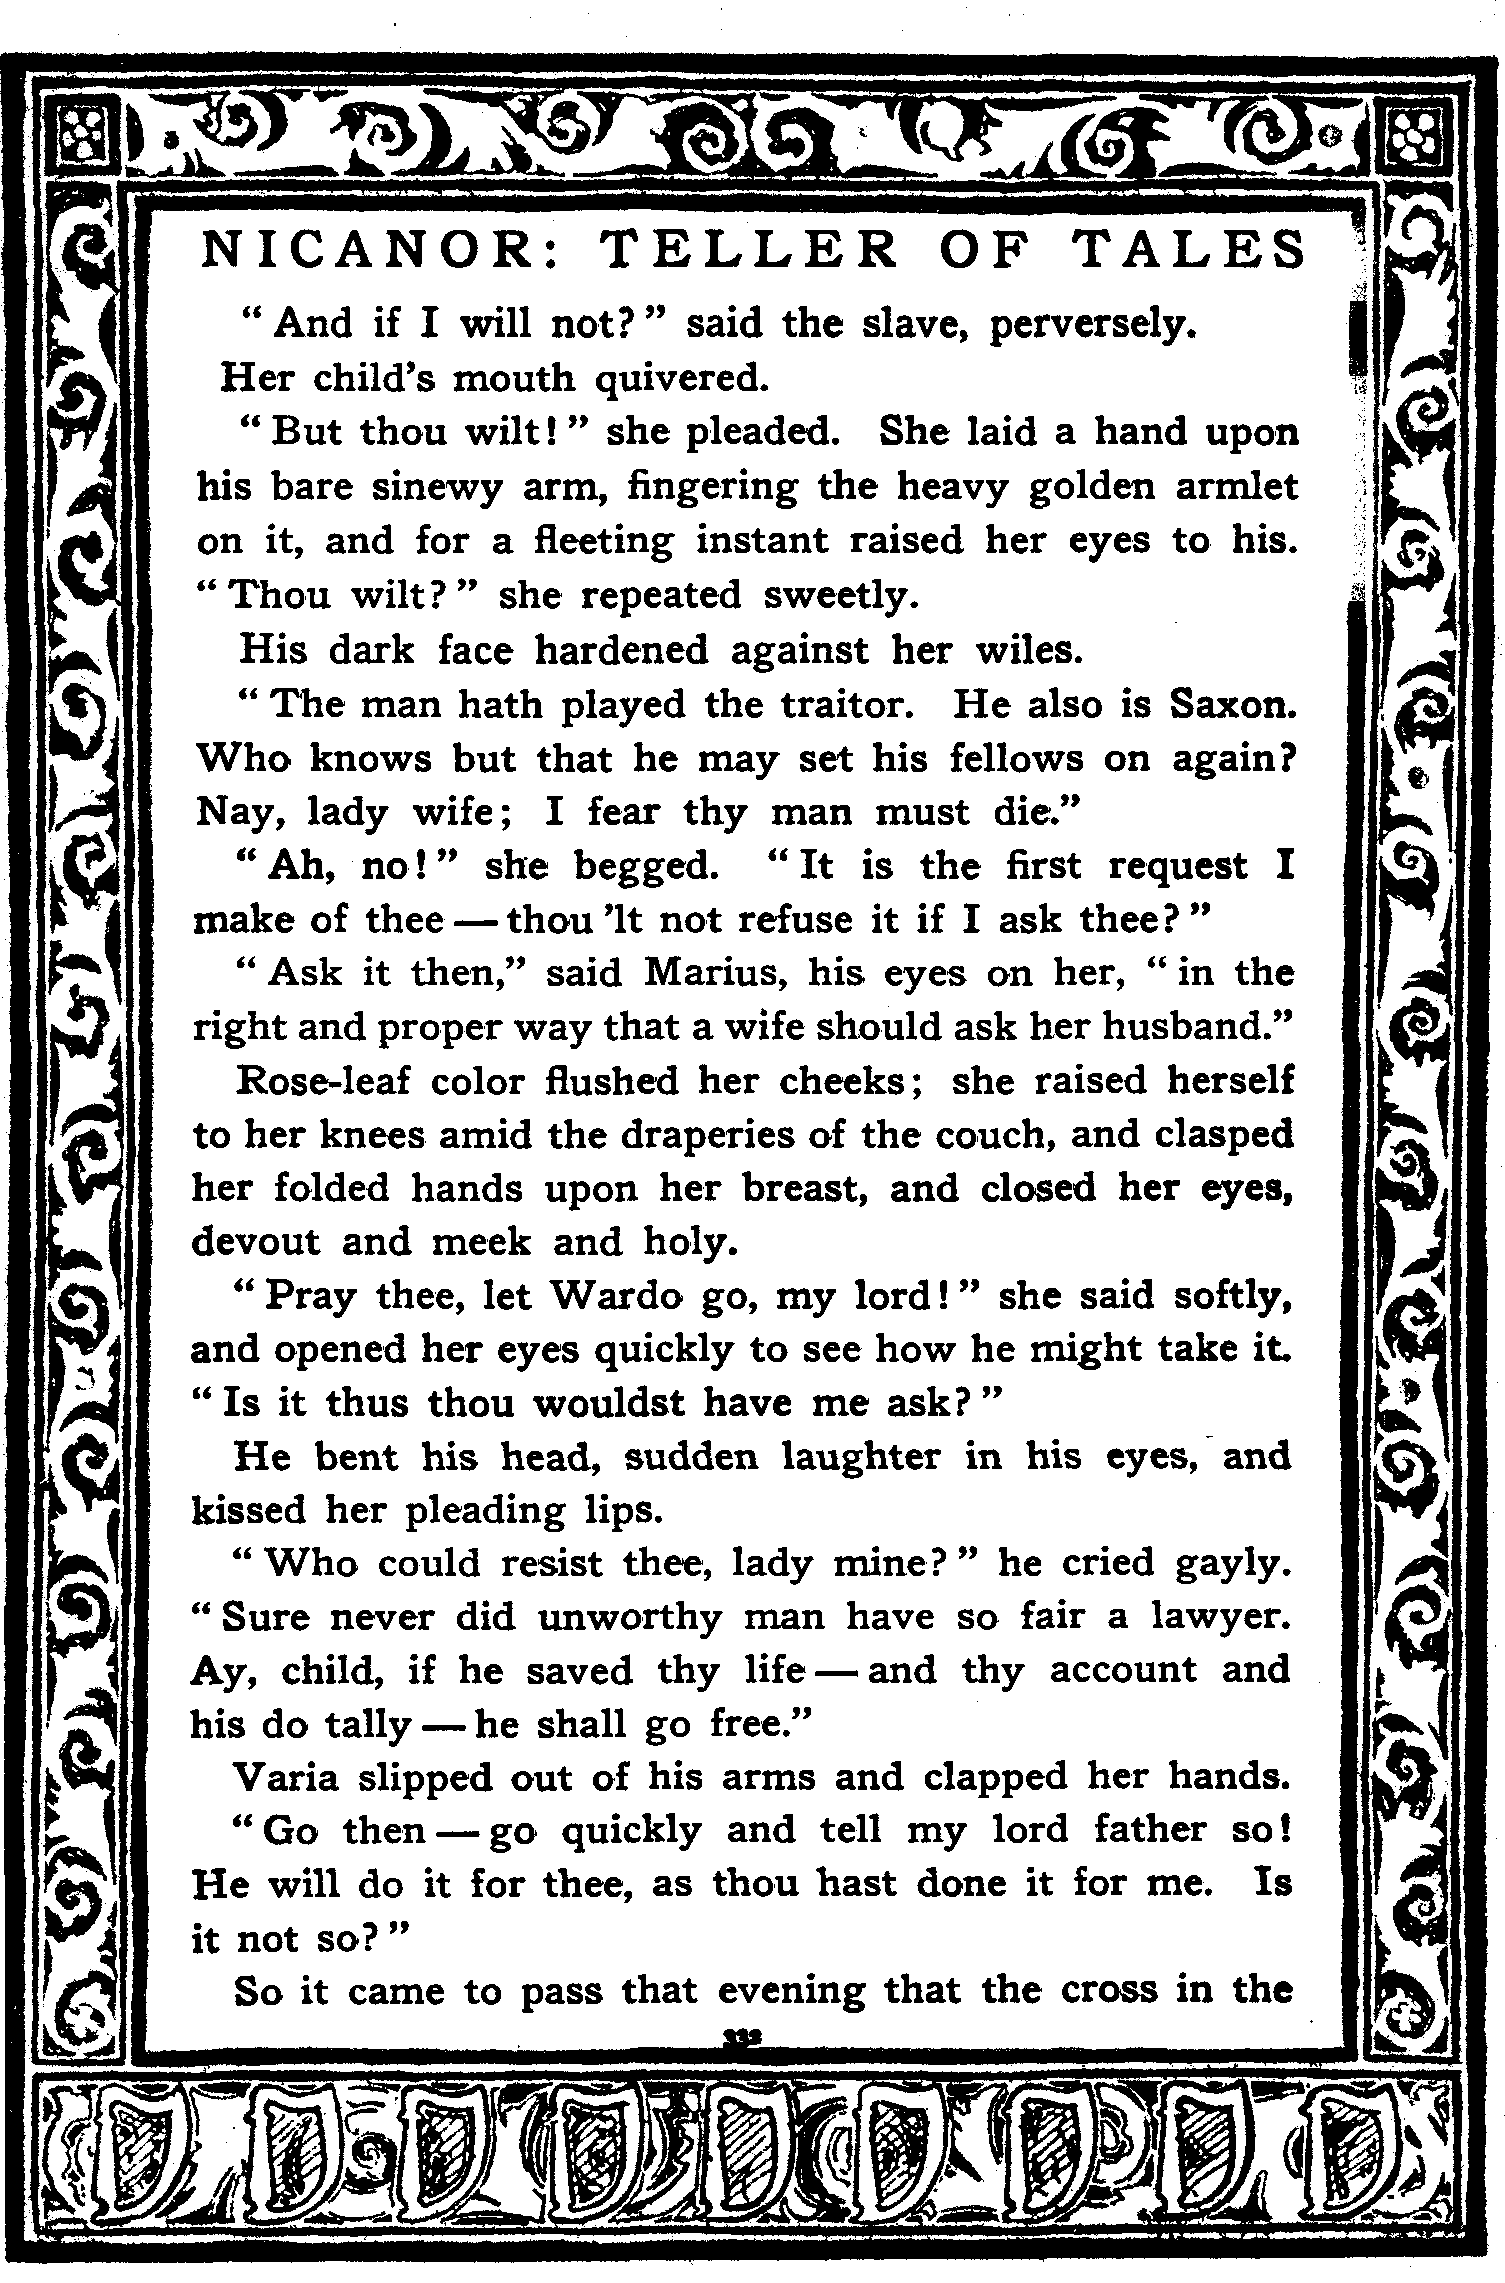 NICANOR: TELLER OF TALES
“ And if I will not? ” said the slave, perversely.
Her child’s mouth quivered.
“ But thou wilt! ” she pleaded. She laid a hand upon
his bare sinewy arm, fingering the heavy golden armlet
on it, and for a fleeting instant raised her eyes to his.
“ Thou wilt? ” she repeated sweetly.
His dark face hardened against her wiles.
“ The man hath played the traitor. He also is Saxon.
Who knows but that he may set his fellows on again?
Nay, lady wife; I fear thy man must die.”
“ Ah, no! ” she begged. “ It is the first request I
make of thee — thou ’lt not refuse it if I ask thee? ”
“ Ask it then,” said Marius, his eyes on her, “ in the
right and proper way that a wife should ask her husband.”
Rose-leaf color flushed her cheeks; she raised herself
to her knees amid the draperies of the couch, and clasped
her folded hands upon her breast, and closed her eyes,
devout and meek and holy.
“ Pray thee, let Wardo go, my lord! ” she said softly,
and opened her eyes quickly to see how he might take it.
“ Is it thus thou wouldst have me ask? ”
He bent his head, sudden laughter in his eyes, and
kissed her pleading lips.
“ Who could resist thee, lady mine? ” he cried gayly.
“ Sure never did unworthy man have so fair a lawyer.
Ay, child, if he saved thy life — and thy account and
his do tally — he shall go free.”
Varia slipped out of his arms and clapped her hands.
“ Go then — go quickly and tell my lord father so!
He will do it for thee, as thou hast done it for me. Is
it not so? ”
So it came to pass that evening that the cross in the